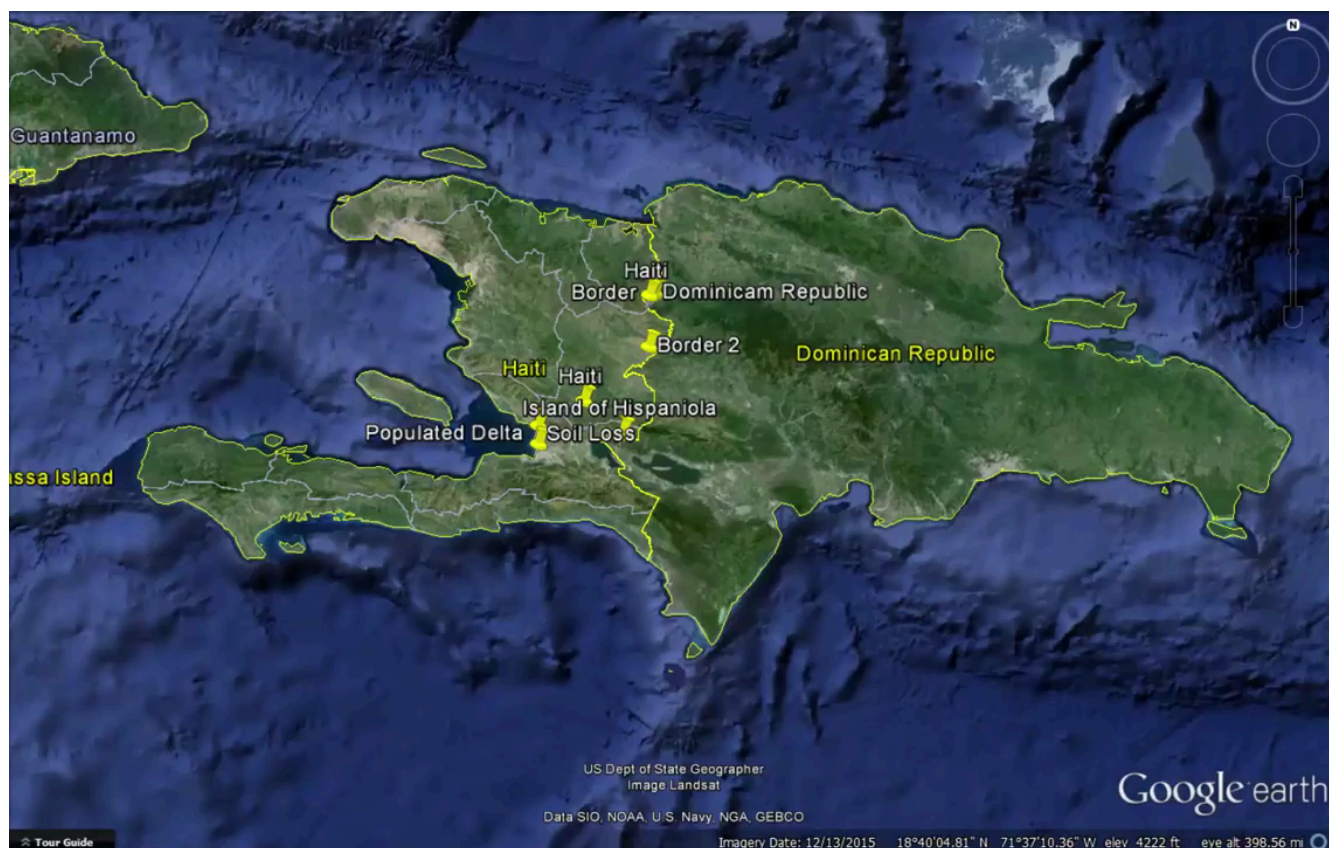 N
Guantanamo
Haiti
Border
Dominicam Republic
Border 2
Dominican Republic
Haiti
Haiti
Island of Hispaniola
Populated Delta
Soil Loss
assa Island
US Dept of State Geographer
Image Landsat
Data SIO, NOAA, U.S. Navy, NGA, GEBCO
Google earth
Tour Guide
Imagery Date: 12/13/2015 18°40'04.81" N 71°37'10.36" W elev 4222 ft eye alt 398.56 mi